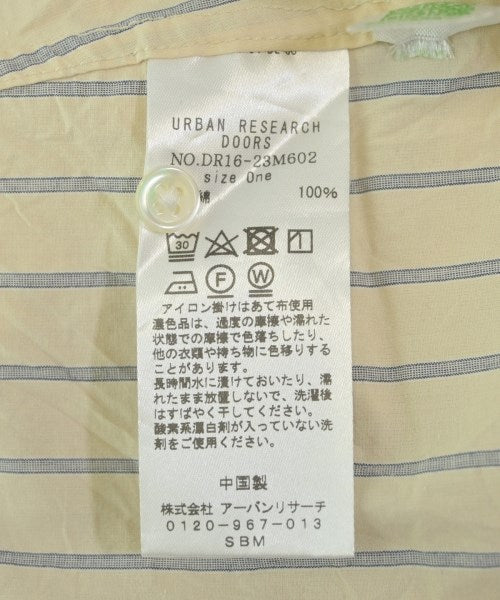 URBAN RESEARCH
DOORS
NO.DR16-23M602
size One
綿 100%
30
F W
アイロン掛けはあて布使用
濃色品は、過度の摩擦や濡れた
状態での摩擦で色落ちしたり、
他の衣類や持ち物に色移りする
ことがあります。
長時間水に漬けておいたり、濡
れたまま放置しないで、洗濯後
はすばやく干してください。
酸素系漂白剤が入っていない洗
剤をご使用ください。
中国製
株式会社 アーバンリサーチ
0120-967-013
SBM